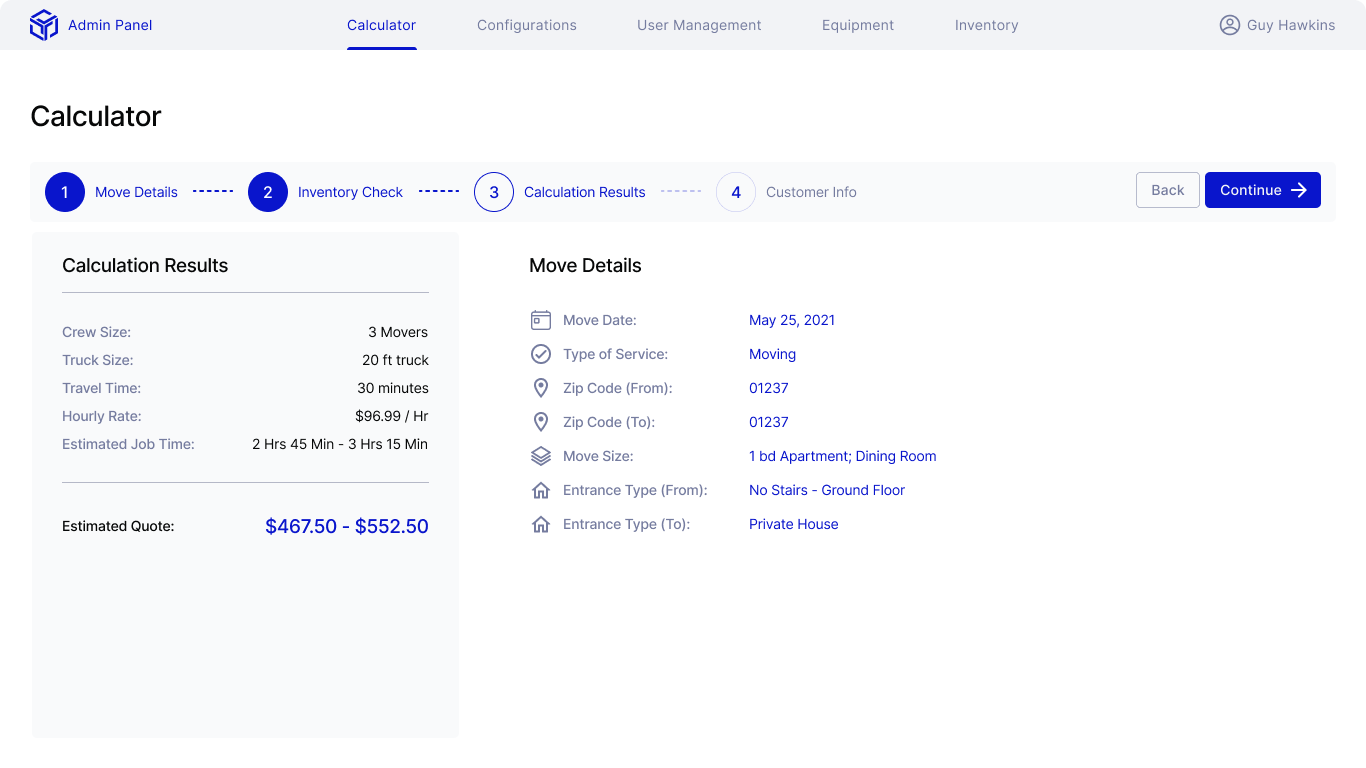 Admin Panel
Calculator
Configurations
User Management
Equipment
Inventory
Guy Hawkins
Calculator
1 Move Details
2 Inventory Check
3 Calculation Results
4 Customer Info
Back
Continue
Calculation Results
Crew Size: 3 Movers
Truck Size: 20 ft truck
Travel Time: 30 minutes
Hourly Rate: $96.99 / Hr
Estimated Job Time: 2 Hrs 45 Min - 3 Hrs 15 Min
Estimated Quote: $467.50 - $552.50
Move Details
Move Date: May 25, 2021
Type of Service: Moving
Zip Code (From): 01237
Zip Code (To): 01237
Move Size: 1 bd Apartment; Dining Room
Entrance Type (From): No Stairs - Ground Floor
Entrance Type (To): Private House